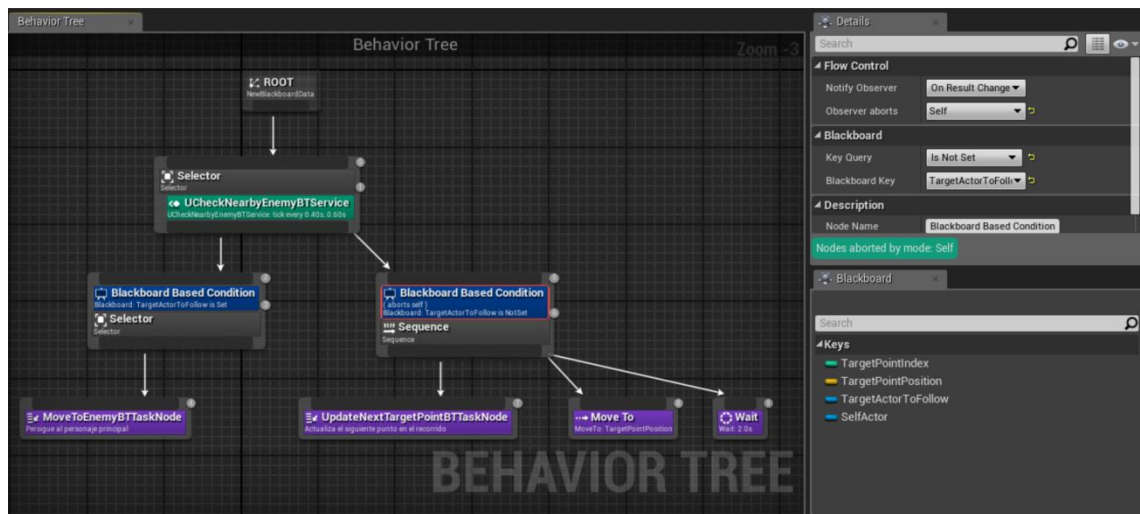 Behavior Tree
Behavior Tree
Zoom -3
ROOT
NewBlackboardData
Selector
Selector
UCheckNearbyEnemyBTService
UCheckNearbyEnemyBTService: tick every 0.40s..0.60s
Blackboard Based Condition
Blackboard: TargetActorToFollow is Set
Selector
Selector
Blackboard Based Condition
( aborts self )
Blackboard: TargetActorToFollow is NotSet
Sequence
Sequence
MoveToEnemyBTTaskNode
Persigue al personaje principal
UpdateNextTargetPointBTTaskNode
Actualiza el siguiente punto en el recorrido
Move To
MoveTo: TargetPointPosition
Wait
Wait: 2.0s
BEHAVIOR TREE
Details
Search
Flow Control
Notify Observer
On Result Change
Observer aborts
Self
Blackboard
Key Query
Is Not Set
Blackboard Key
TargetActorToFoll
Description
Node Name
Blackboard Based Condition
Nodes aborted by mode: Self
Blackboard
Search
Keys
TargetPointIndex
TargetPointPosition
TargetActorToFollow
SelfActor